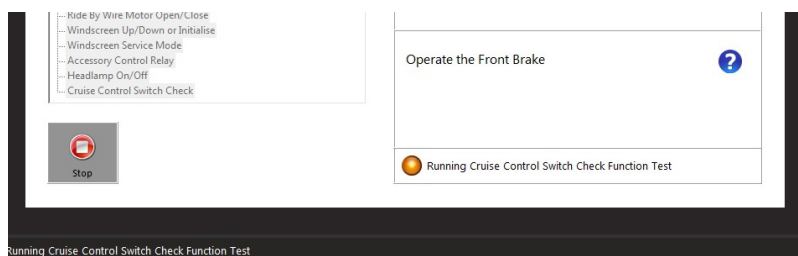 Ride By Wire Motor Open/Close
Windscreen Up/Down or Initialise
Windscreen Service Mode
Accessory Control Relay
Headlamp On/Off
Cruise Control Switch Check
Operate the Front Brake
?
Stop
Running Cruise Control Switch Check Function Test
Running Cruise Control Switch Check Function Test